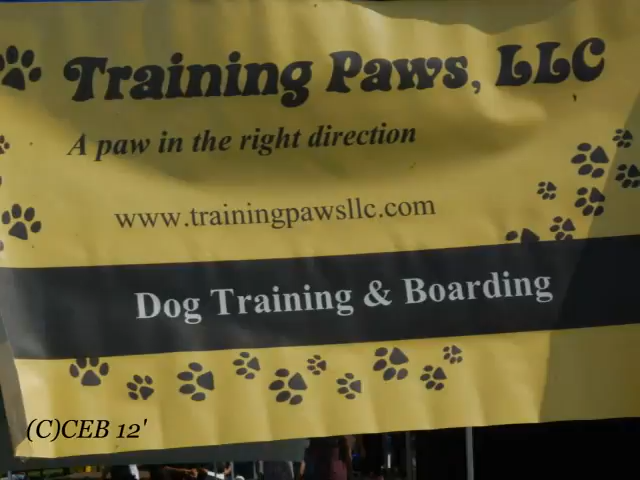 Training Paws, LLC
A paw in the right direction
www.trainingpawsllc.com
Dog Training & Boarding
(C)CEB 12'